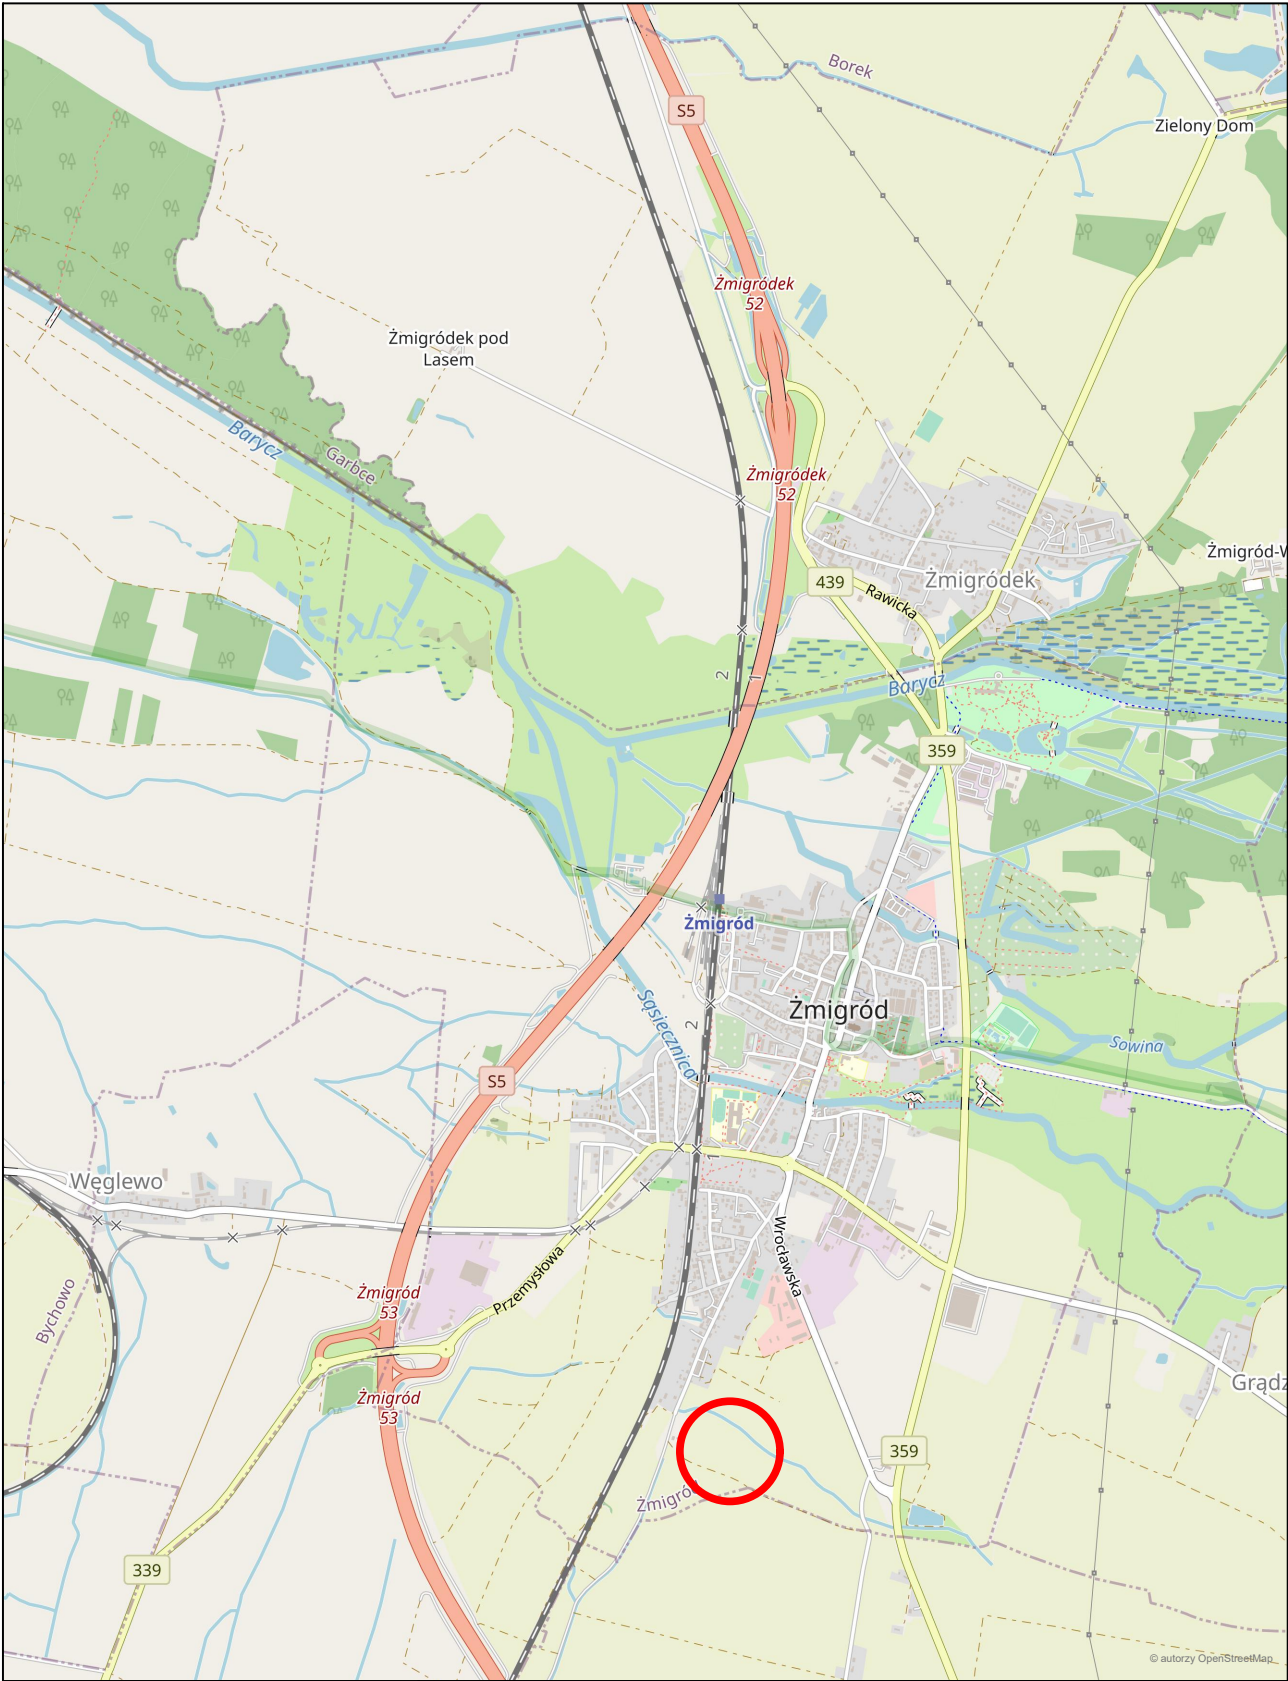 Borek
S5
Zielony Dom
Żmigródek
52
Żmigródek pod
Lasem
Barycz
Garbce
Żmigródek
52
Żmigród-W
439
Żmigródek
Rawicka
2
1
Barycz
359
Żmigród
Żmigród
Sąsiecznica
2
Sowina
S5
1
Węglewo
Wrocławska
Przemysłowa
Bychowo
Żmigród
53
Żmigród
53
Grądz
359
Żmigró
339
© autorzy OpenStreetMap